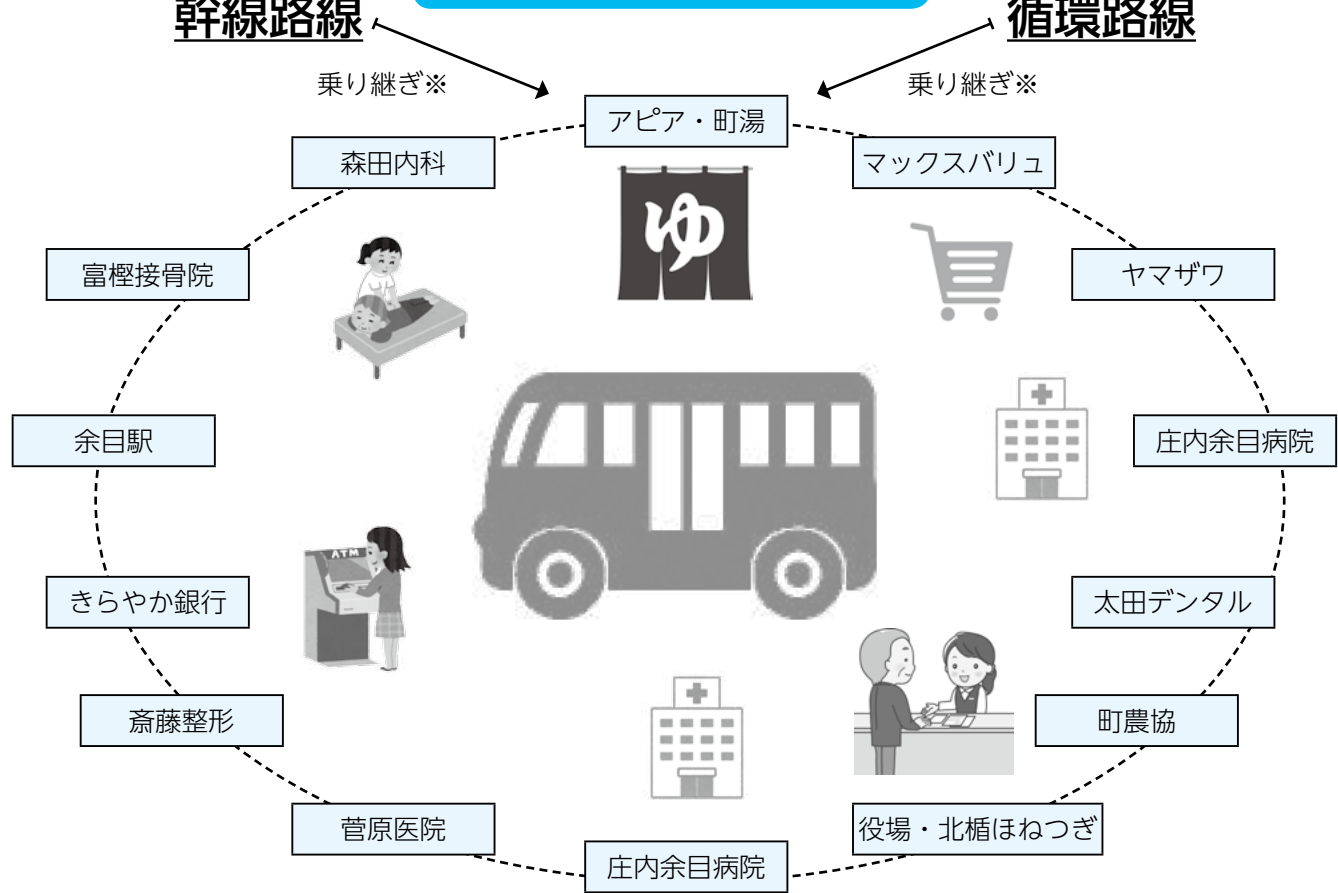 幹線路線
循環路線
乗り継ぎ※
乗り継ぎ※
アピア・町湯
森田内科
マックスバリュ
ゆ
富樫接骨院
ヤマザワ
余目駅
庄内余目病院
ATM
きらやか銀行
太田デンタル
斎藤整形
町農協
菅原医院
役場・北楯ほねつぎ
庄内余目病院